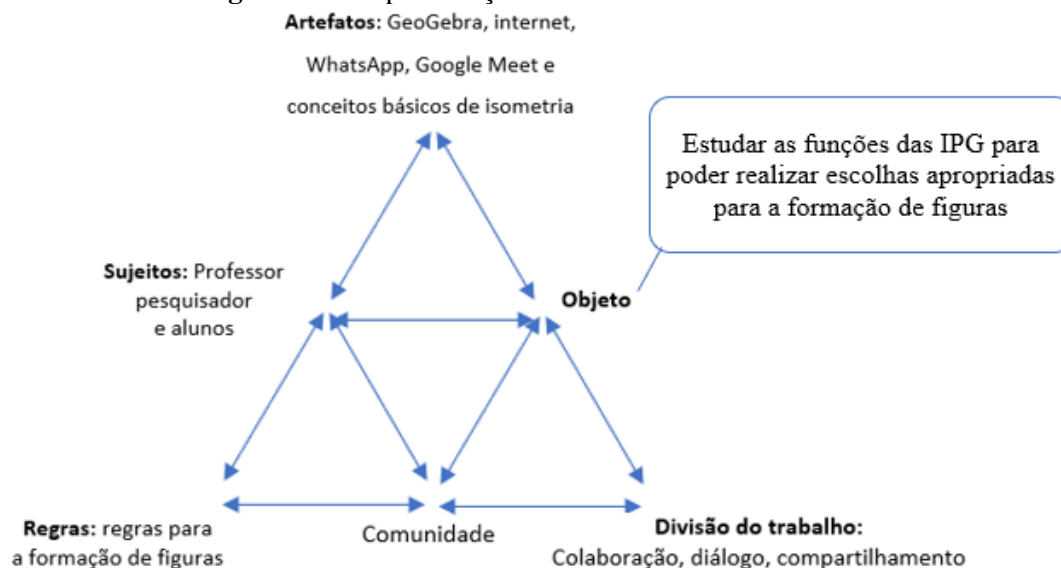 Artefatos: GeoGebra, internet,
WhatsApp, Google Meet e
conceitos básicos de isometria
Estudar as funções das IPG para
poder realizar escolhas apropriadas
para a formação de figuras
Sujeitos: Professor
pesquisador
e alunos
Objeto
Regras: regras para
a formação de figuras
Comunidade
Divisão do trabalho:
Colaboração, diálogo, compartilhamento